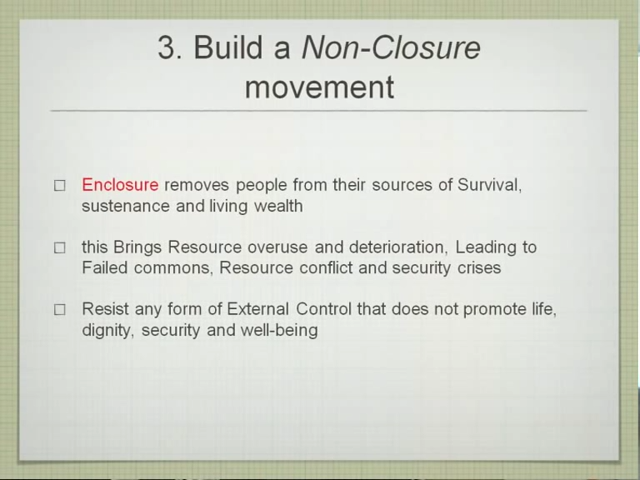 3. Build a Non-Closure
movement
Enclosure removes people from their sources of Survival,
sustenance and living wealth
this Brings Resource overuse and deterioration, Leading to
Failed commons, Resource conflict and security crises
Resist any form of External Control that does not promote life,
dignity, security and well-being